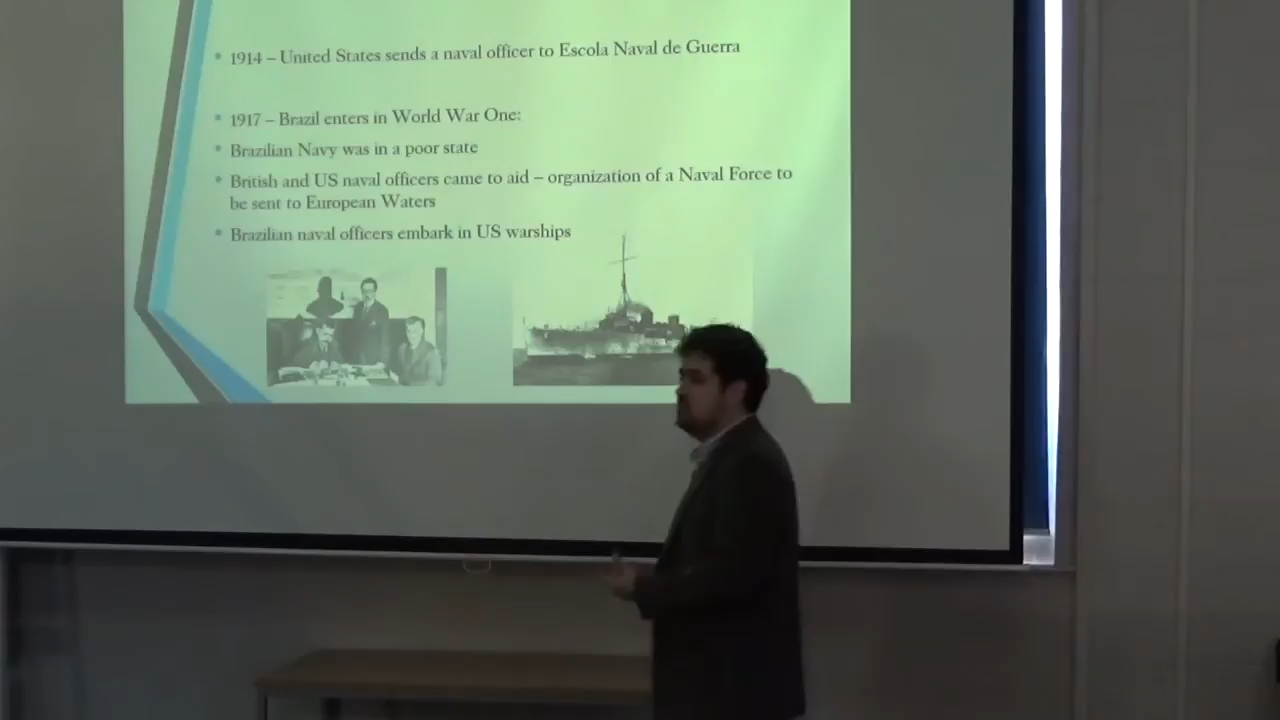 1914 – United States sends a naval officer to Escola Naval de Guerra
1917 – Brazil enters in World War One:
Brazilian Navy was in a poor state
British and US naval officers came to aid – organization of a Naval Force to
be sent to European Waters
Brazilian naval officers embark in US warships